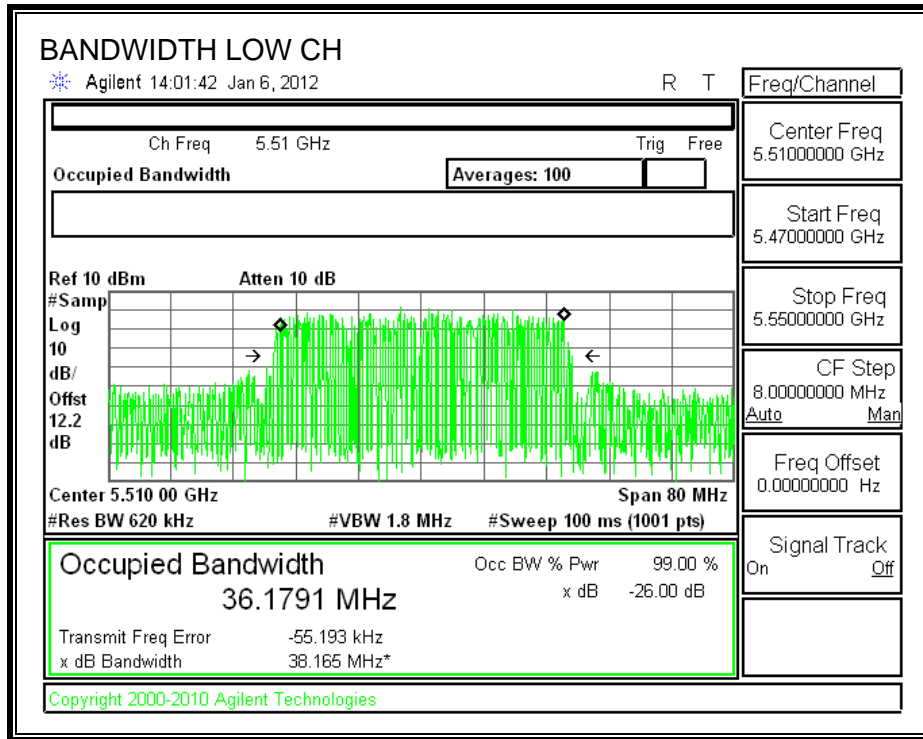 BANDWIDTH LOW CH
Agilent 14:01:42 Jan 6, 2012 R T
Freq/Channel
Ch Freq 5.51 GHz Trig Free
Occupied Bandwidth Averages: 100
Center Freq
5.51000000 GHz
Start Freq
5.47000000 GHz
Stop Freq
5.55000000 GHz
CF Step
8.00000000 MHz
Auto Man
Freq Offset
0.00000000 Hz
Signal Track
On Off
Ref 10 dBm Atten 10 dB
#Samp
Log
10
dB/
Offst
12.2
dB
Center 5.510 00 GHz Span 80 MHz
#Res BW 620 kHz #VBW 1.8 MHz #Sweep 100 ms (1001 pts)
Occupied Bandwidth Occ BW % Pwr 99.00 %
36.1791 MHz x dB -26.00 dB
Transmit Freq Error -55.193 kHz
x dB Bandwidth 38.165 MHz*
Copyright 2000-2010 Agilent Technologies